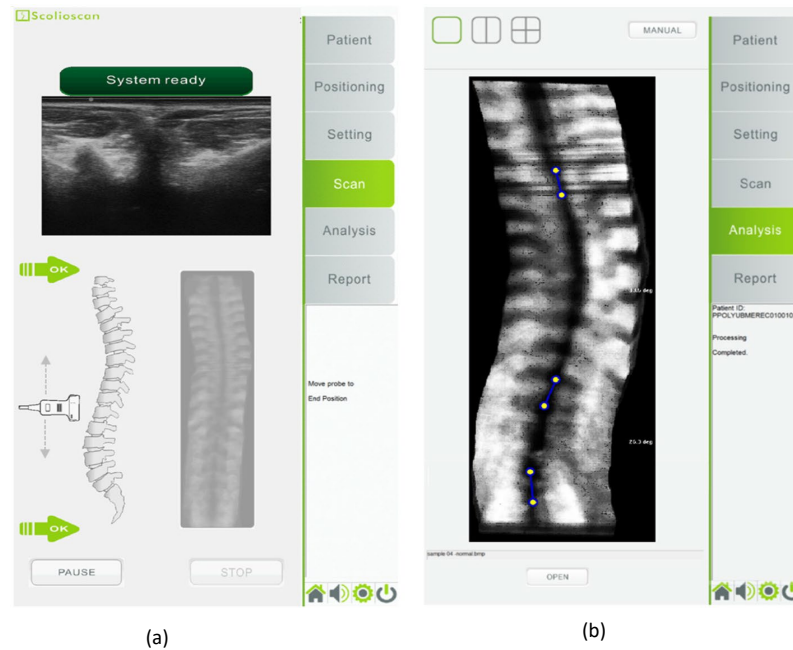 Scolioscan
System ready
Patient
Positioning
Setting
Scan
Analysis
Report
OK
Move probe to
End Position
OK
PAUSE
STOP
(a)
MANUAL
Patient
Positioning
Setting
Scan
Analysis
Report
Patient ID:
PPOLYUBMEREC010010
Processing
Completed.
deg
deg
sample 04 -normal.bmp
OPEN
(b)